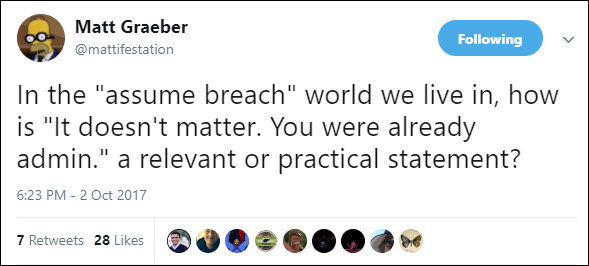 Matt Graeber
@mattifestation
Following
In the "assume breach" world we live in, how
is "It doesn't matter. You were already
admin." a relevant or practical statement?
6:23 PM - 2 Oct 2017
7 Retweets 28 Likes